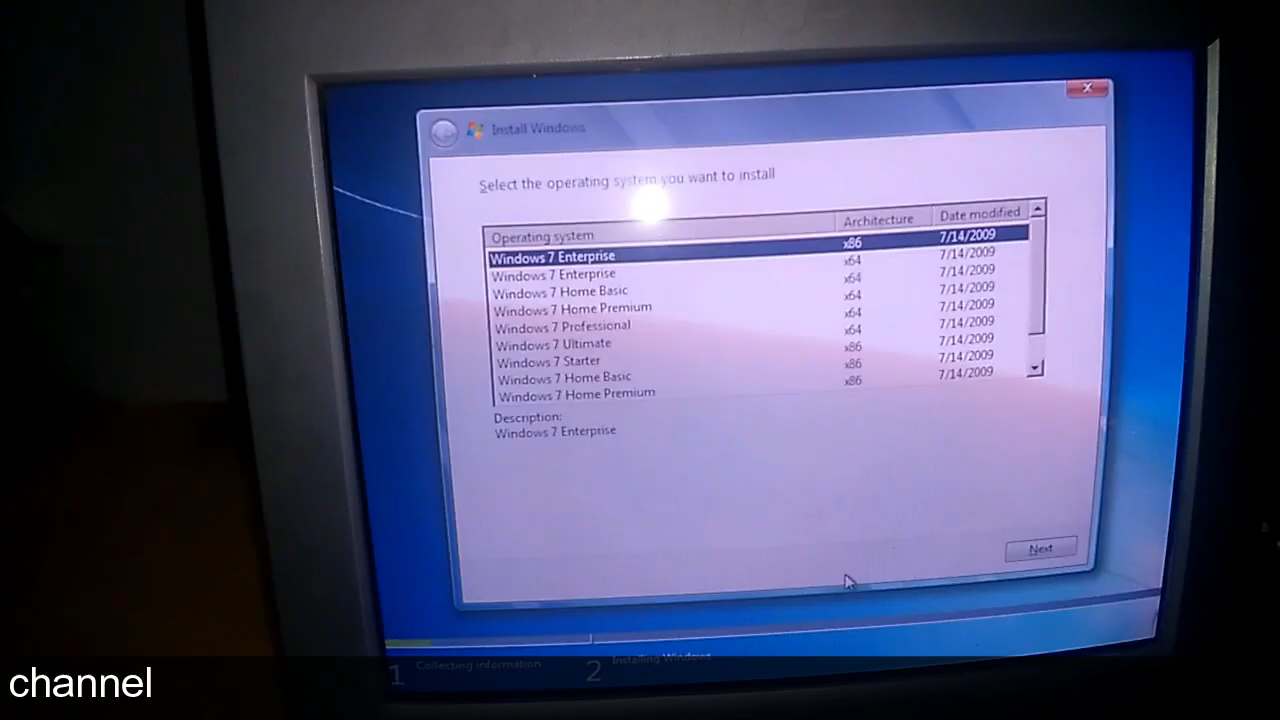 Install Windows
Select the operating system you want to install
Operating system Architecture Date modified
Windows 7 Enterprise x86 7/14/2009
Windows 7 Enterprise x64 7/14/2009
Windows 7 Home Basic x64 7/14/2009
Windows 7 Home Premium x64 7/14/2009
Windows 7 Professional x64 7/14/2009
Windows 7 Ultimate x64 7/14/2009
Windows 7 Starter x86 7/14/2009
Windows 7 Home Basic x86 7/14/2009
Windows 7 Home Premium x86 7/14/2009
Description:
Windows 7 Enterprise
Next
1 Collecting information 2 Installing Windows
channel